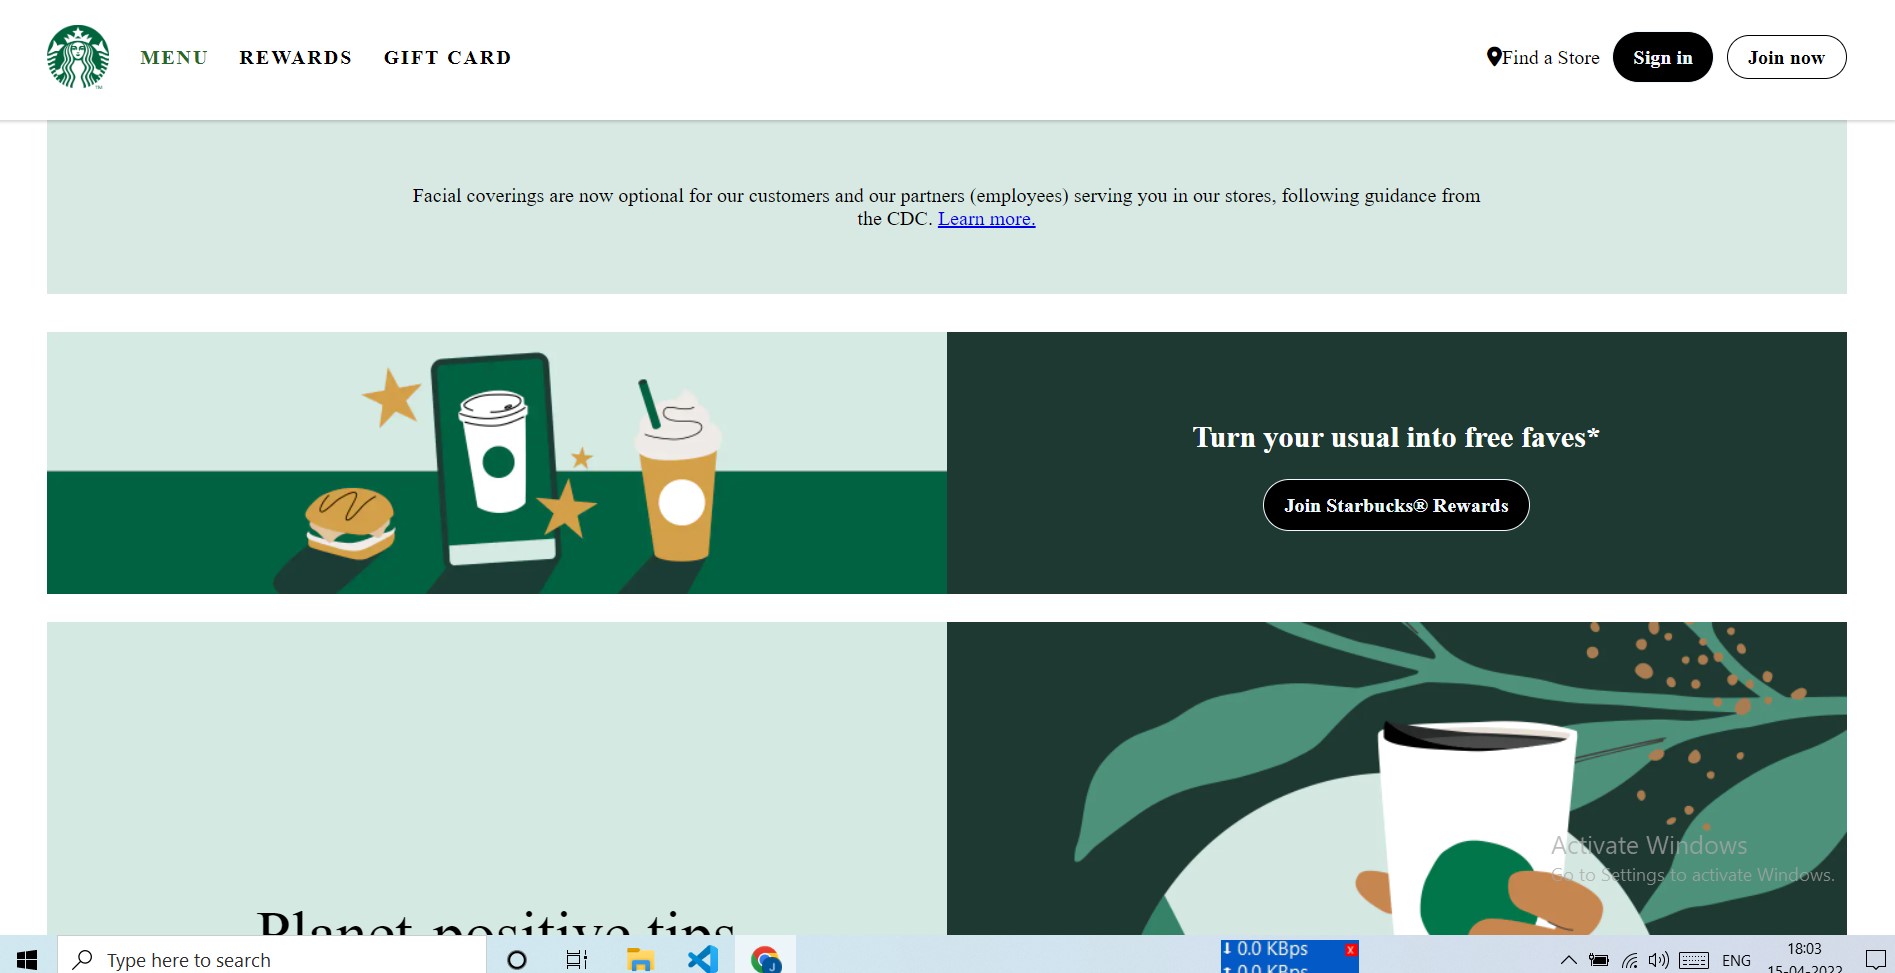 MENU REWARDS GIFT CARD Find a Store Sign in Join now
Facial coverings are now optional for our customers and our partners (employees) serving you in our stores, following guidance from
the CDC. Learn more.
Turn your usual into free faves*
Join Starbucks® Rewards
Planet-positive tips
Activate Windows
Go to Settings to activate Windows.
Type here to search
0.0 KBps
x
0.0 KBps
ENG
18:03
15-04-2022